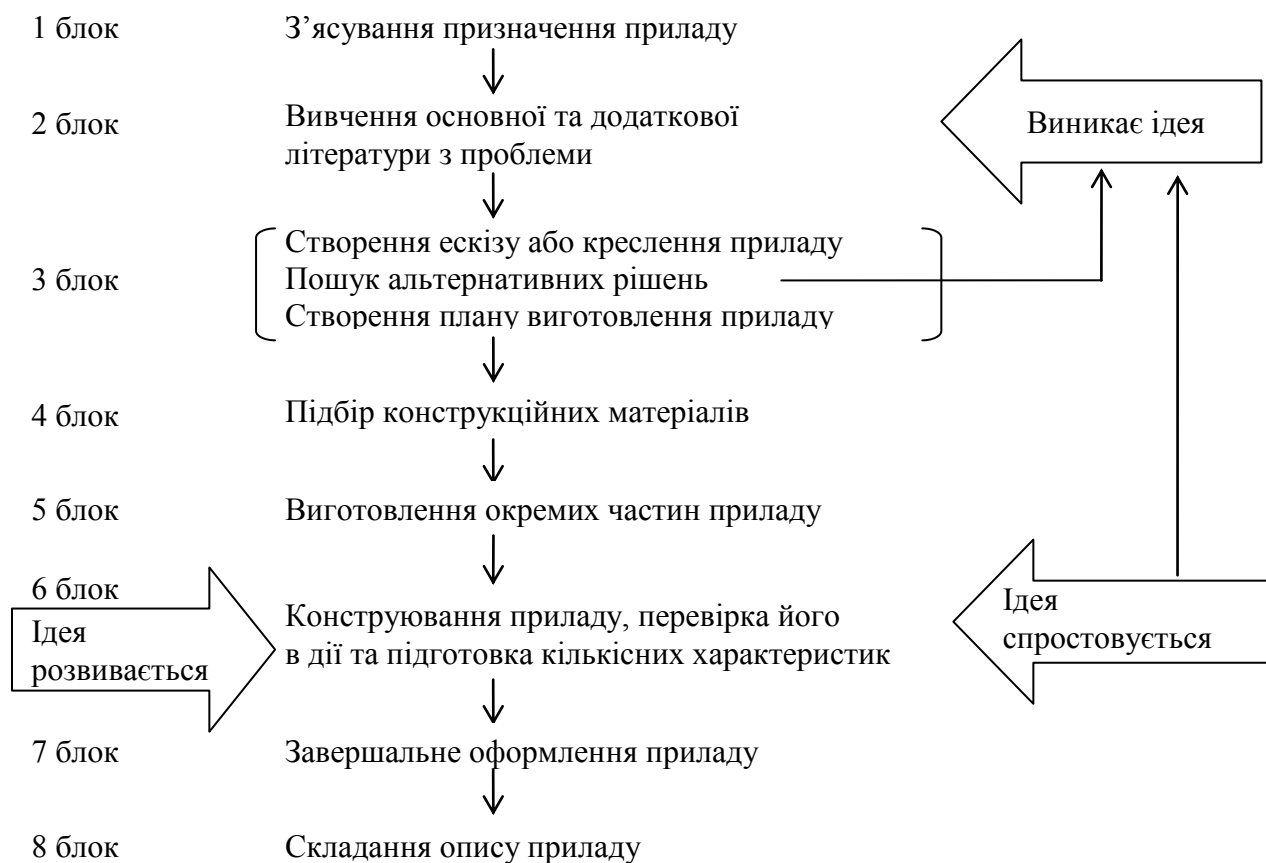 1 блок З’ясування призначення приладу
2 блок Вивчення основної та додаткової
літератури з проблеми
Виникає ідея
3 блок Створення ескізу або креслення приладу
Пошук альтернативних рішень
Створення плану виготовлення приладу
4 блок Підбір конструкційних матеріалів
5 блок Виготовлення окремих частин приладу
6 блок
Ідея
розвивається
Конструювання приладу, перевірка його
в дії та підготовка кількісних характеристик
Ідея
спростовується
7 блок Завершальне оформлення приладу
8 блок Складання опису приладу